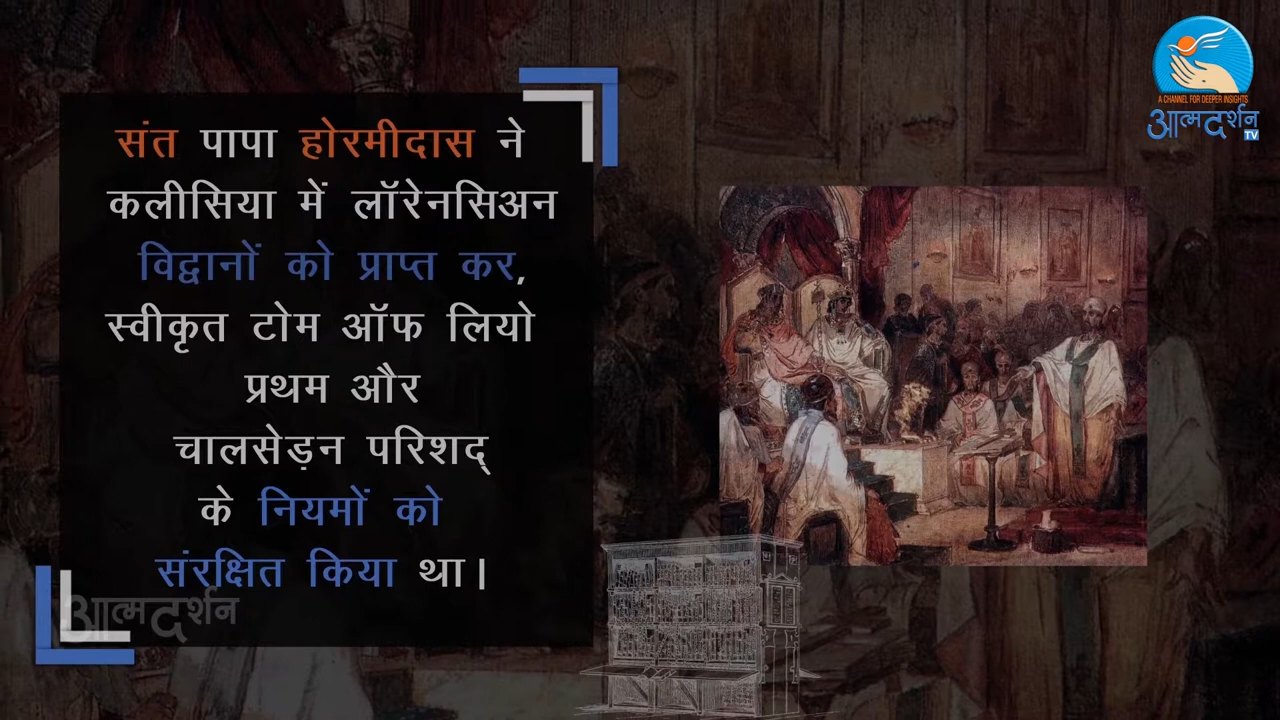 संत पापा होरमीदास ने
कलीसिया में लॉरेनसिअन
विद्वानों को प्राप्त कर,
स्वीकृत टोम ऑफ लियो
प्रथम और
चालसेड़न परिशद्
के नियमों को
संरक्षित किया था।
A CHANNEL FOR DEEPER INSIGHTS
आत्मदर्शन
TV
आत्मदर्शन